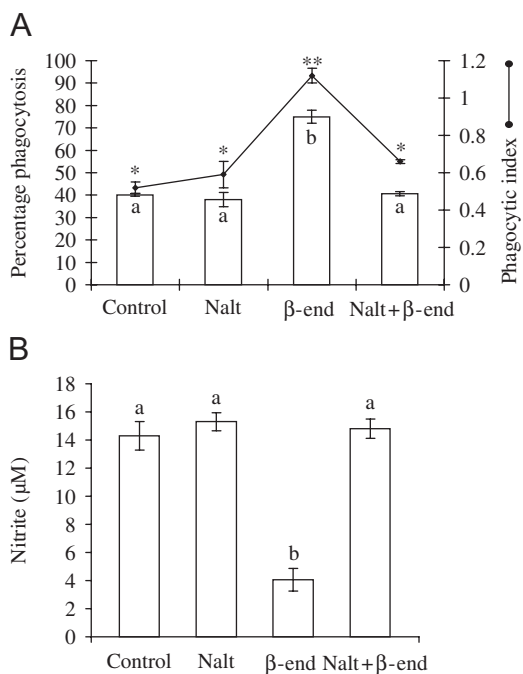 A
Percentage phagocytosis
100
90
80
70
60
50
40
30
20
10
0
1.2
1
0.8
0.6
0.4
0.2
0
Phagocytic index
* * ** *
a a b a
Control Nalt β-end Nalt+β-end
B
Nitrite (μM)
18
16
14
12
10
8
6
4
2
0
a a b a
Control Nalt β-end Nalt+β-end